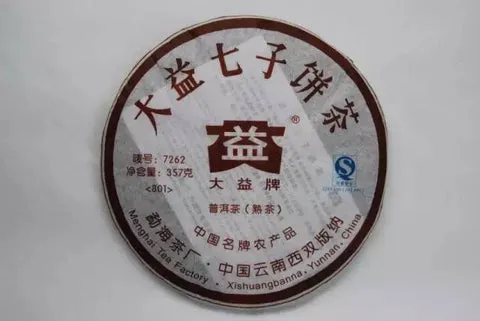 大益七子饼茶
益
®
唛号: 7262
净含量: 357克
<801>
大益牌
普洱茶(熟茶)
中国名牌农产品
勐海茶厂·中国云南西双版纳
Menghai Tea Factory · Xishuangbanna, Yunnan, China